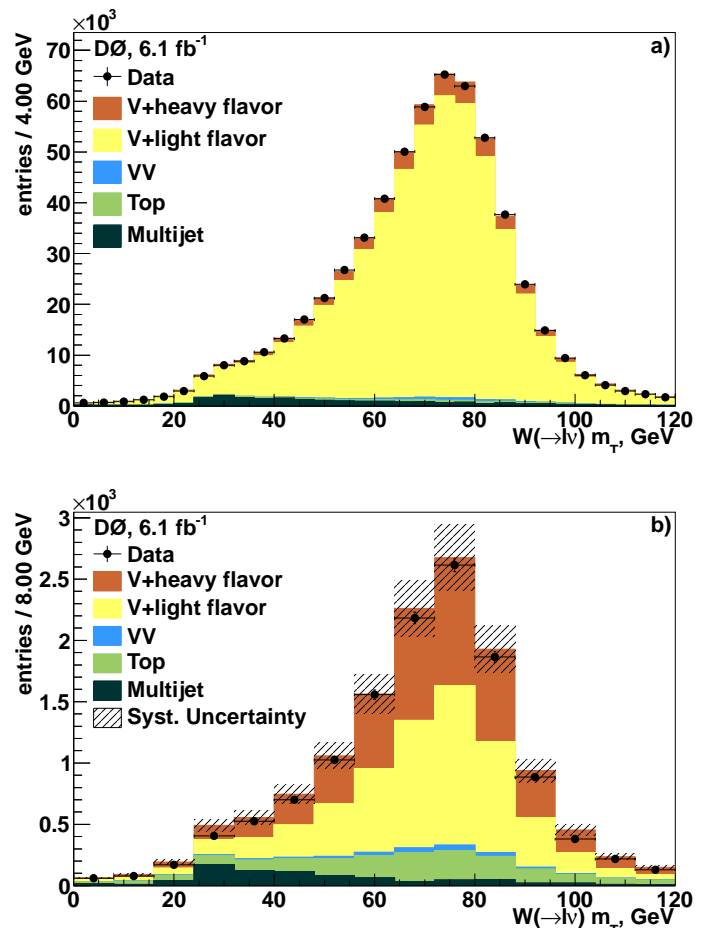 ×10³
a)
DØ, 6.1 fb⁻¹
Data
V+heavy flavor
V+light flavor
VV
Top
Multijet
entries / 4.00 GeV
70
60
50
40
30
20
10
0
0 20 40 60 80 100 120
W(→lν) m_T, GeV
×10³
b)
DØ, 6.1 fb⁻¹
Data
V+heavy flavor
V+light flavor
VV
Top
Multijet
Syst. Uncertainty
entries / 8.00 GeV
3
2.5
2
1.5
1
0.5
0
0 20 40 60 80 100 120
W(→lν) m_T, GeV